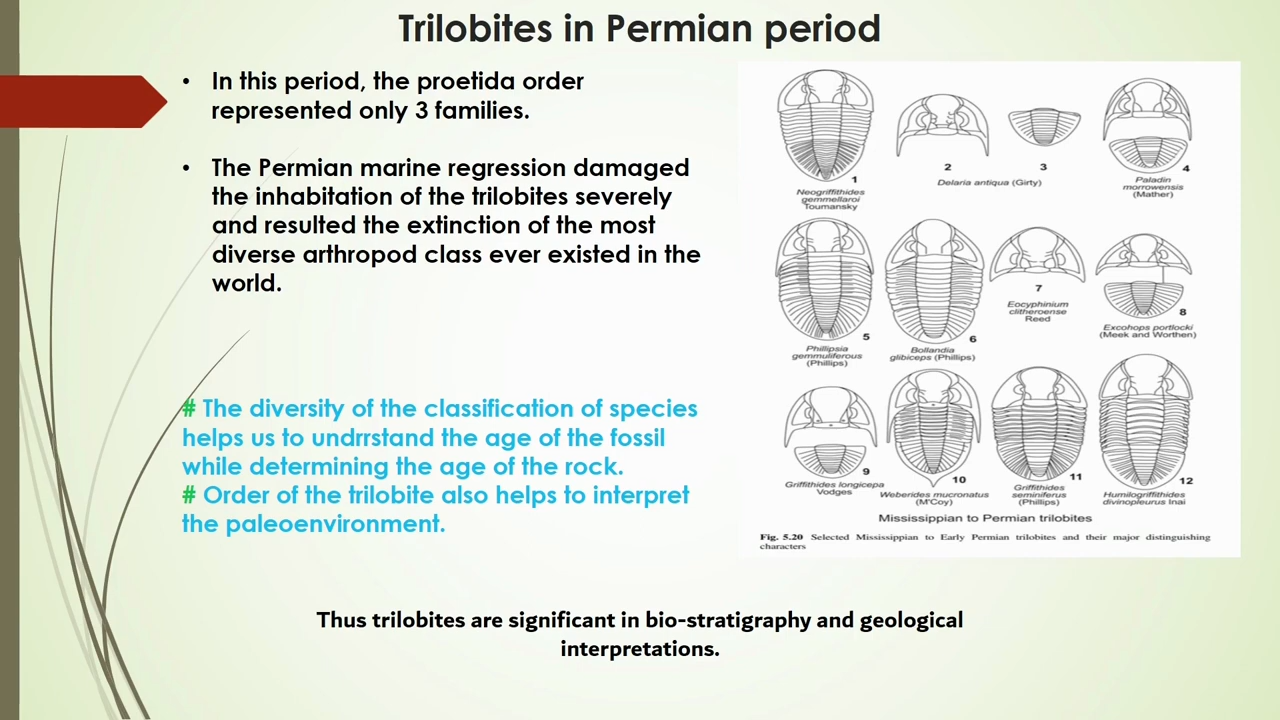 Trilobites in Permian period
• In this period, the proetida order
represented only 3 families.
• The Permian marine regression damaged
the inhabitation of the trilobites severely
and resulted the extinction of the most
diverse arthropod class ever existed in the
world.
# The diversity of the classification of species
helps us to undrrstand the age of the fossil
while determining the age of the rock.
# Order of the trilobite also helps to interpret
the paleoenvironment.
1
Neogriffithides
gemmellaroi
Toumansky
2
3
Delaria antiqua (Girty)
4
Paladin
morrowensis
(Mather)
5
Phillipsia
gemmuliferous
(Phillips)
6
Bollandia
glibiceps (Phillips)
7
Eocyphinium
clitheroense
Reed
8
Excohops portlocki
(Meek and Worthen)
9
Griffithides longicepa
Vodges
10
Weberides mucronatus
(M'Coy)
11
Griffithides
seminiferus
(Phillips)
12
Humilogriffithides
divinopleurus Inai
Mississippian to Permian trilobites
Fig. 5.20 Selected Mississippian to Early Permian trilobites and their major distinguishing
characters
Thus trilobites are significant in bio-stratigraphy and geological
interpretations.